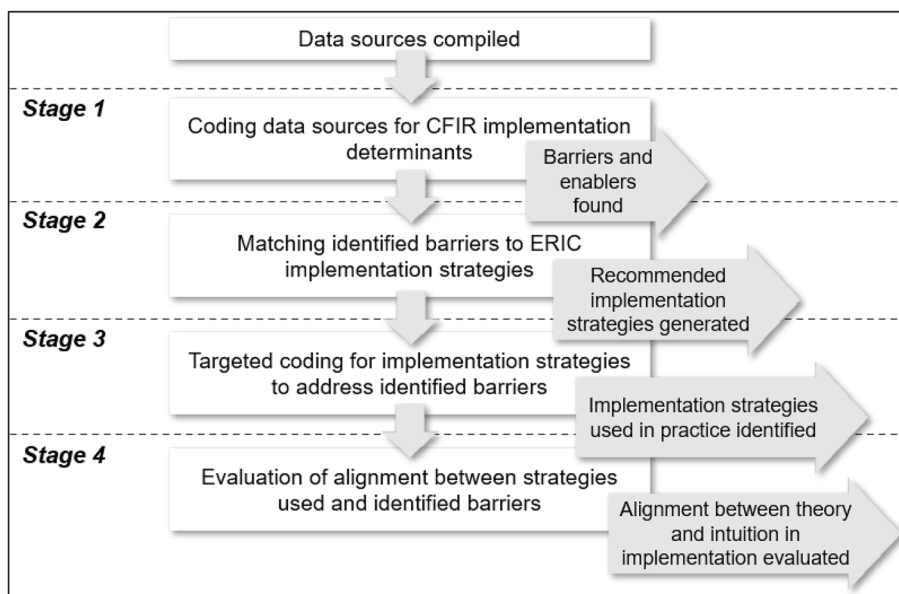 Data sources compiled
Stage 1
Coding data sources for CFIR implementation
determinants
Barriers and
enablers
found
Stage 2
Matching identified barriers to ERIC
implementation strategies
Recommended
implementation
strategies generated
Stage 3
Targeted coding for implementation strategies
to address identified barriers
Implementation strategies
used in practice identified
Stage 4
Evaluation of alignment between strategies
used and identified barriers
Alignment between theory
and intuition in
implementation evaluated